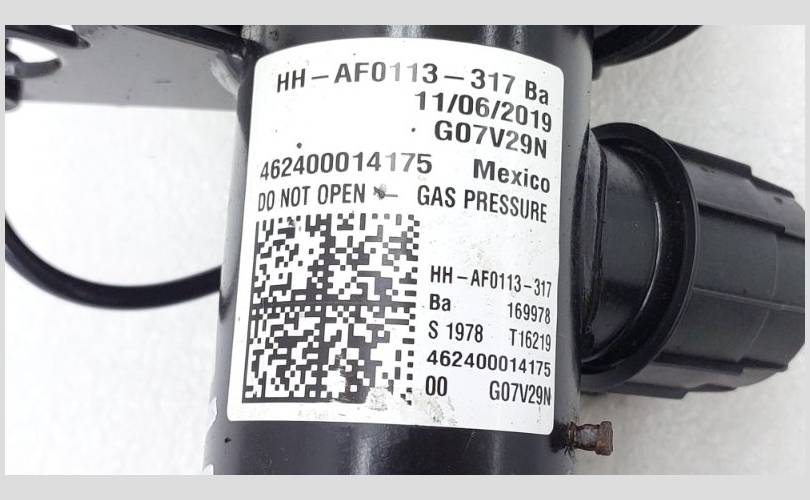 HH-AF0113-317 Ba
11/06/2019
G07V29N
462400014175 Mexico
DO NOT OPEN - GAS PRESSURE
HH-AF0113-317
Ba 169978
S 1978 T16219
462400014175
00 G07V29N